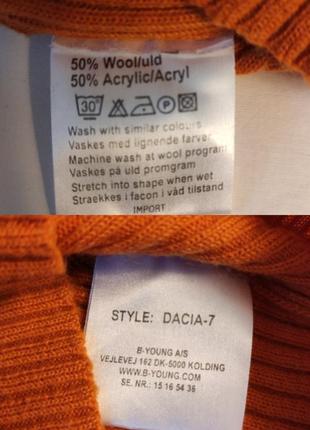 50% Wool/uld
50% Acrylic/Acryl
30°
P
Wash with similar colours
Vaskes med lignende farver
Machine wash at wool program
Vaskes på uld promgram
Stretch into shape when wet
Straekkes i facon i våd tilstand
IMPORT
STYLE: DACIA-7
B-YOUNG A/S
VEJLEVEJ 162 DK-5000 KOLDING
WWW.B-YOUNG.COM
SE. NR.: 15 16 54 36